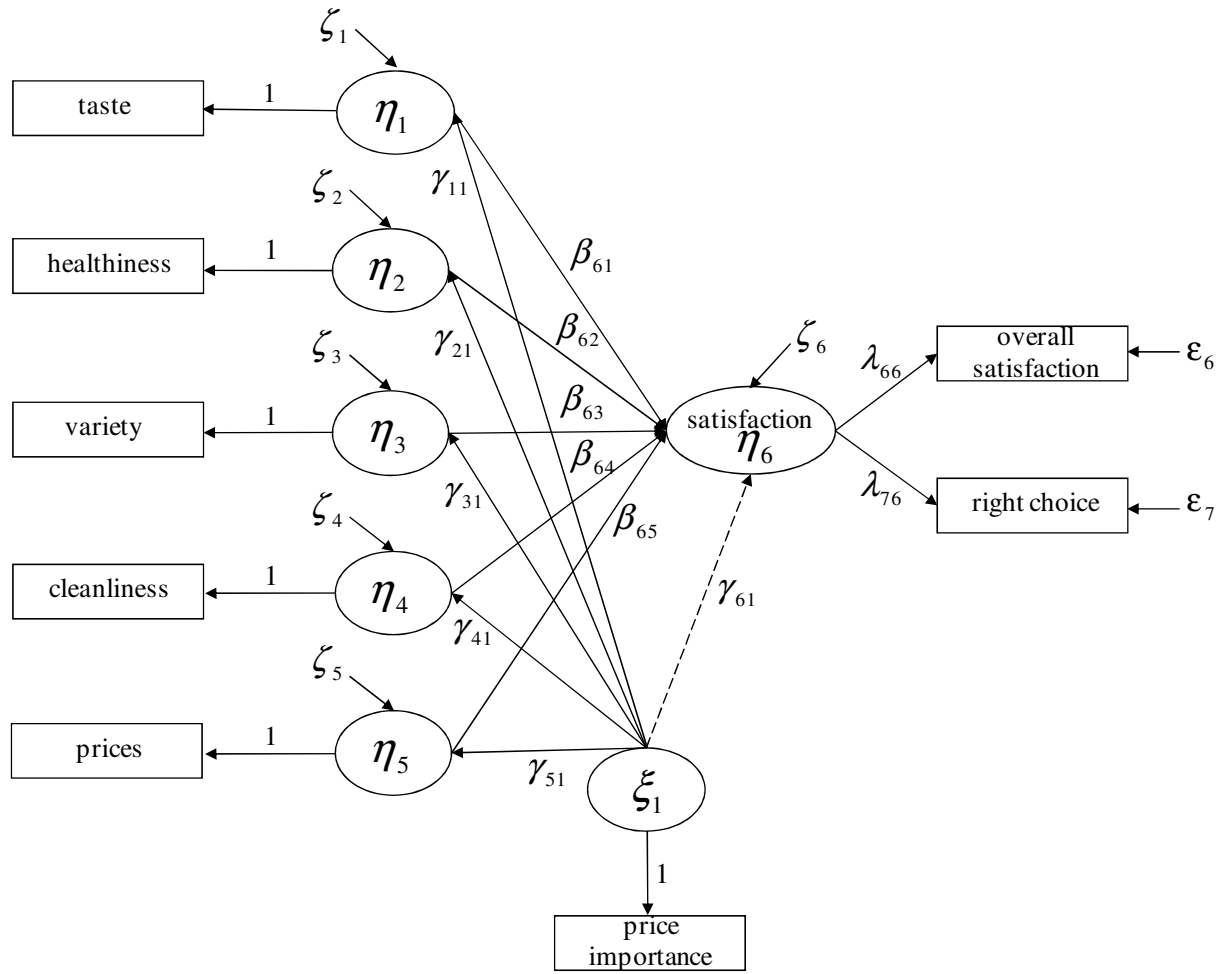 ζ₁
taste
1
η₁
γ₁₁
ζ₂
healthiness
1
η₂
β₆₁
γ₂₁
β₆₂
ζ₃
ζ₆
overall
satisfaction
ε₆
λ₆₆
variety
1
η₃
β₆₃
satisfaction
η₆
β₆₄
γ₃₁
λ₇₆
right choice
ε₇
ζ₄
β₆₅
cleanliness
1
η₄
γ₄₁
γ₆₁
ζ₅
prices
1
η₅
γ₅₁
ξ₁
1
price
importance